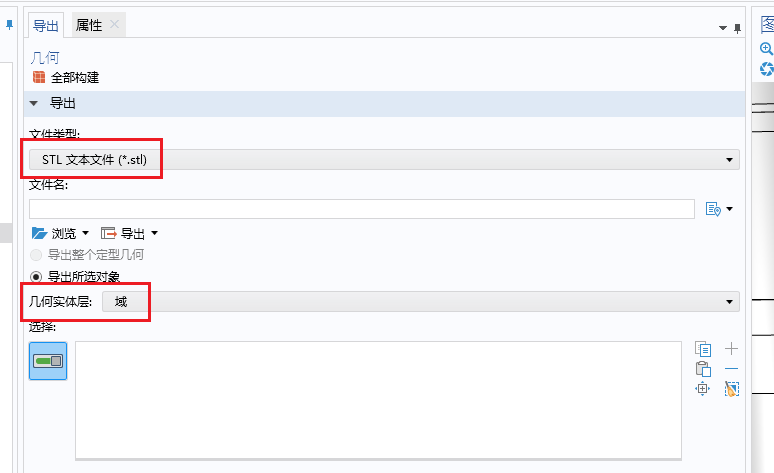 导出 属性
几何
全部构建
导出
文件类型:
STL 文本文件 (*.stl)
文件名:
浏览 导出
导出整个定型几何
导出所选对象
几何实体层: 域
选择: